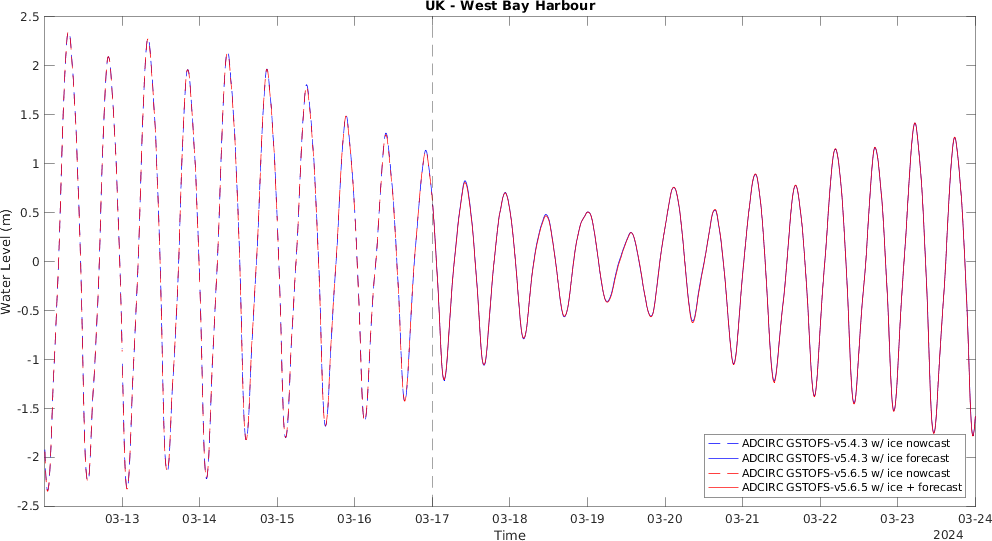 UK - West Bay Harbour
2.5
2
1.5
1
0.5
0
-0.5
-1
-1.5
-2
-2.5
Water Level (m)
ADCIRC GSTOFS-v5.4.3 w/ ice nowcast
ADCIRC GSTOFS-v5.4.3 w/ ice forecast
ADCIRC GSTOFS-v5.6.5 w/ ice nowcast
ADCIRC GSTOFS-v5.6.5 w/ ice + forecast
03-13 03-14 03-15 03-16 03-17 03-18 03-19 03-20 03-21 03-22 03-23 03-24
Time
2024